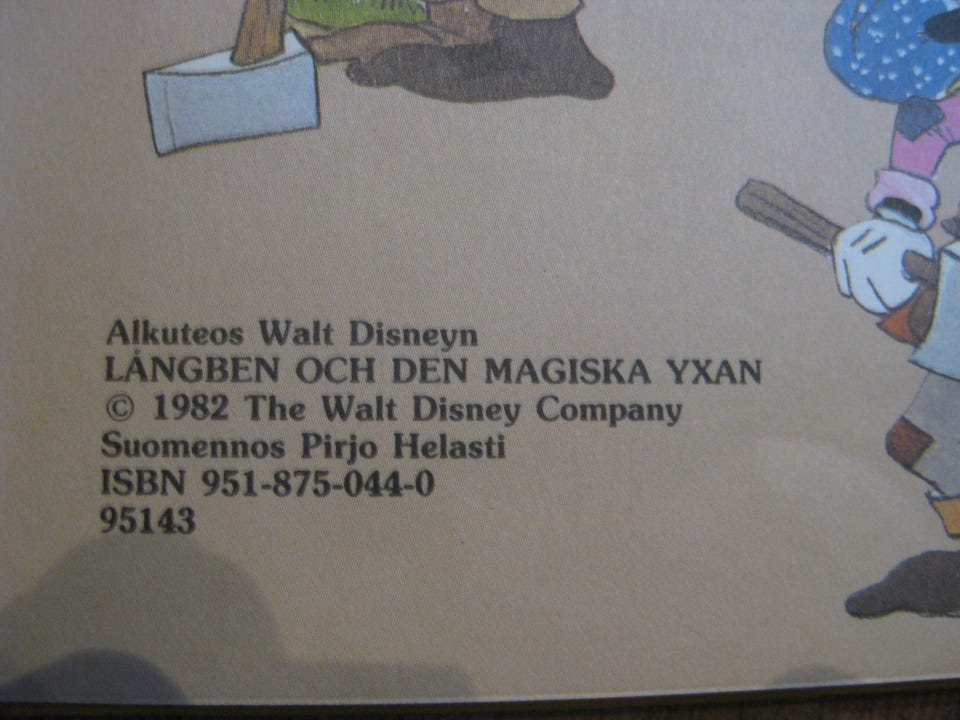 Alkuteos Walt Disneyn
LÅNGBEN OCH DEN MAGISKA YXAN
© 1982 The Walt Disney Company
Suomennos Pirjo Helasti
ISBN 951-875-044-0
95143